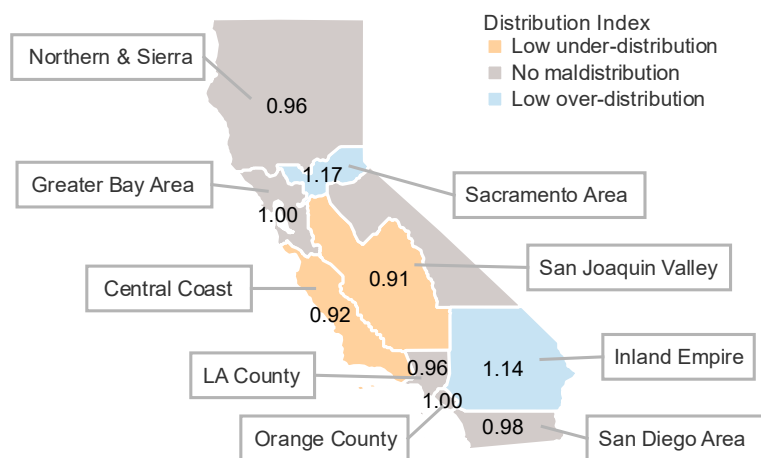 Distribution Index
Low under-distribution
No maldistribution
Low over-distribution
Northern & Sierra
0.96
1.17
Greater Bay Area
Sacramento Area
1.00
San Joaquin Valley
0.91
Central Coast
0.92
Inland Empire
0.96
1.14
LA County
1.00
0.98
Orange County
San Diego Area